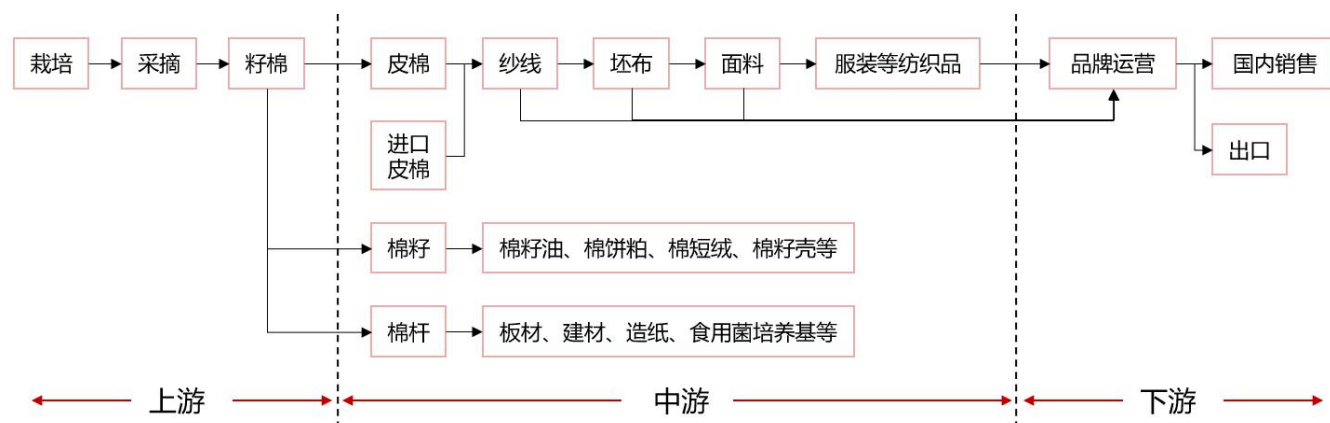 栽培
采摘
籽棉
皮棉
纱线
坯布
面料
服装等纺织品
品牌运营
国内销售
进口
皮棉
出口
棉籽
棉籽油、棉饼粕、棉短绒、棉籽壳等
棉杆
板材、建材、造纸、食用菌培养基等
上游
中游
下游